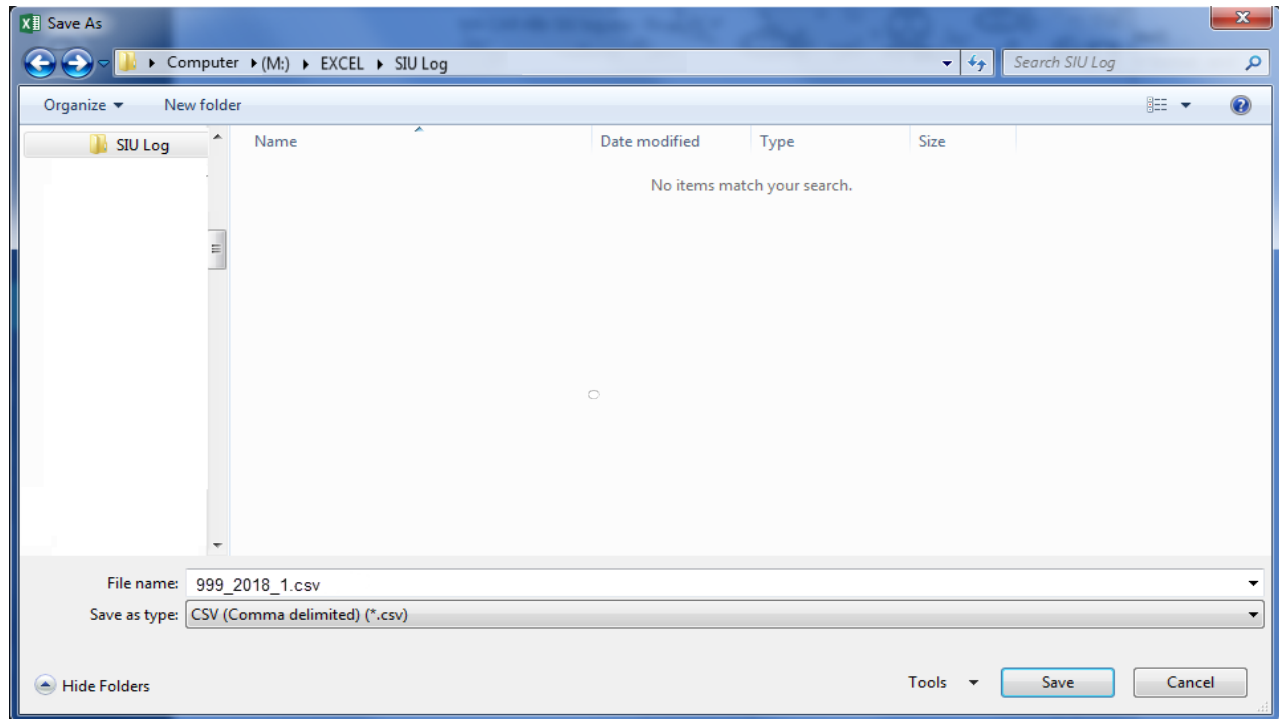 Save As
Computer (M:) EXCEL SIU Log Search SIU Log
Organize New folder
SIU Log Name Date modified Type Size
No items match your search.
File name: 999_2018_1.csv
Save as type: CSV (Comma delimited) (*.csv)
Hide Folders Tools Save Cancel